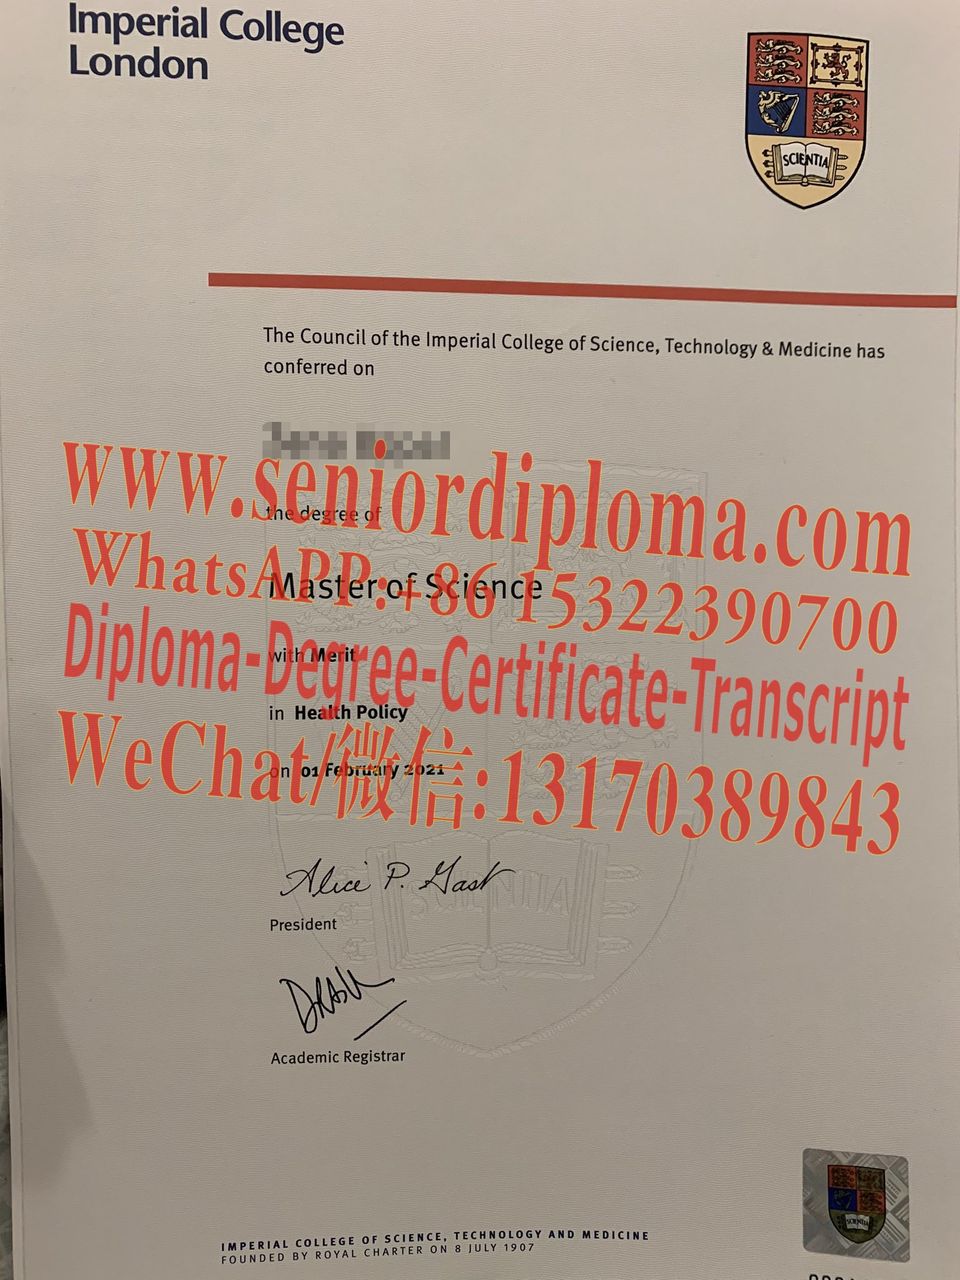 Imperial College
London
SCIENTIA
The Council of the Imperial College of Science, Technology & Medicine has
conferred on
www.seniordiploma.com
the degree of
WhatsAPP:+86 15322390700
Master of Science
Diploma-Degree-Certificate-Transcript
with Merit
in Health Policy
WeChat/微信:13170389843
on 01 February 2021
Alice P. Gast
President
SCIENTIA
Academic Registrar
SCIENTIA
IMPERIAL COLLEGE OF SCIENCE, TECHNOLOGY AND MEDICINE
FOUNDED BY ROYAL CHARTER ON 8 JULY 1907